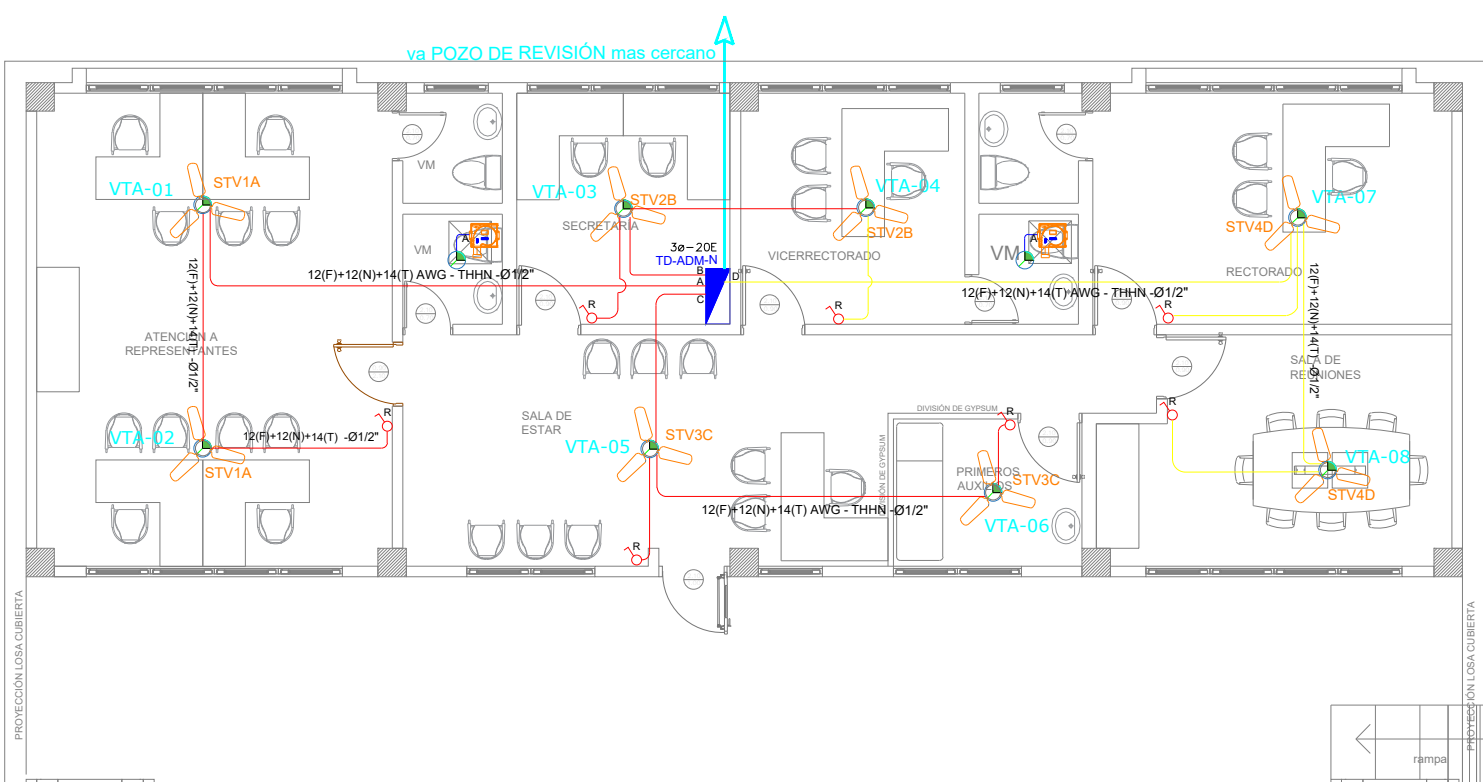 va POZO DE REVISIÓN mas cercano
VTA-01
STV1A
VM
VTA-03
STV2B
SECRETARÍA
VTA-04
STV2B
VICERRECTORADO
VTA-07
STV4D
RECTORADO
VM
A
VM
A
3ø-20E
TD-ADM-N
B
A
C
D
12(F)+12(N)+14(T) AWG - THHN -Ø1/2"
12(F)+12(N)+14(T) AWG - THHN -Ø1/2"
12(F)+12(N)+14(T) -Ø1/2"
12(F)+12(N)+14(T) -Ø1/2"
R
R
R
ATENCIÓN A
REPRESENTANTES
SALA DE
REUNIONES
SALA DE
ESTAR
DIVISIÓN DE GYPSUM
DIVISIÓN DE GYPSUM
R
R
R
VTA-02
12(F)+12(N)+14(T) -Ø1/2"
STV1A
VTA-05
STV3C
PRIMEROS
AUXILIOS
STV3C
VTA-06
VTA-08
STV4D
12(F)+12(N)+14(T) AWG - THHN -Ø1/2"
R
PROYECCIÓN LOSA CUBIERTA
PROYECCIÓN LOSA CUBIERTA
rampa